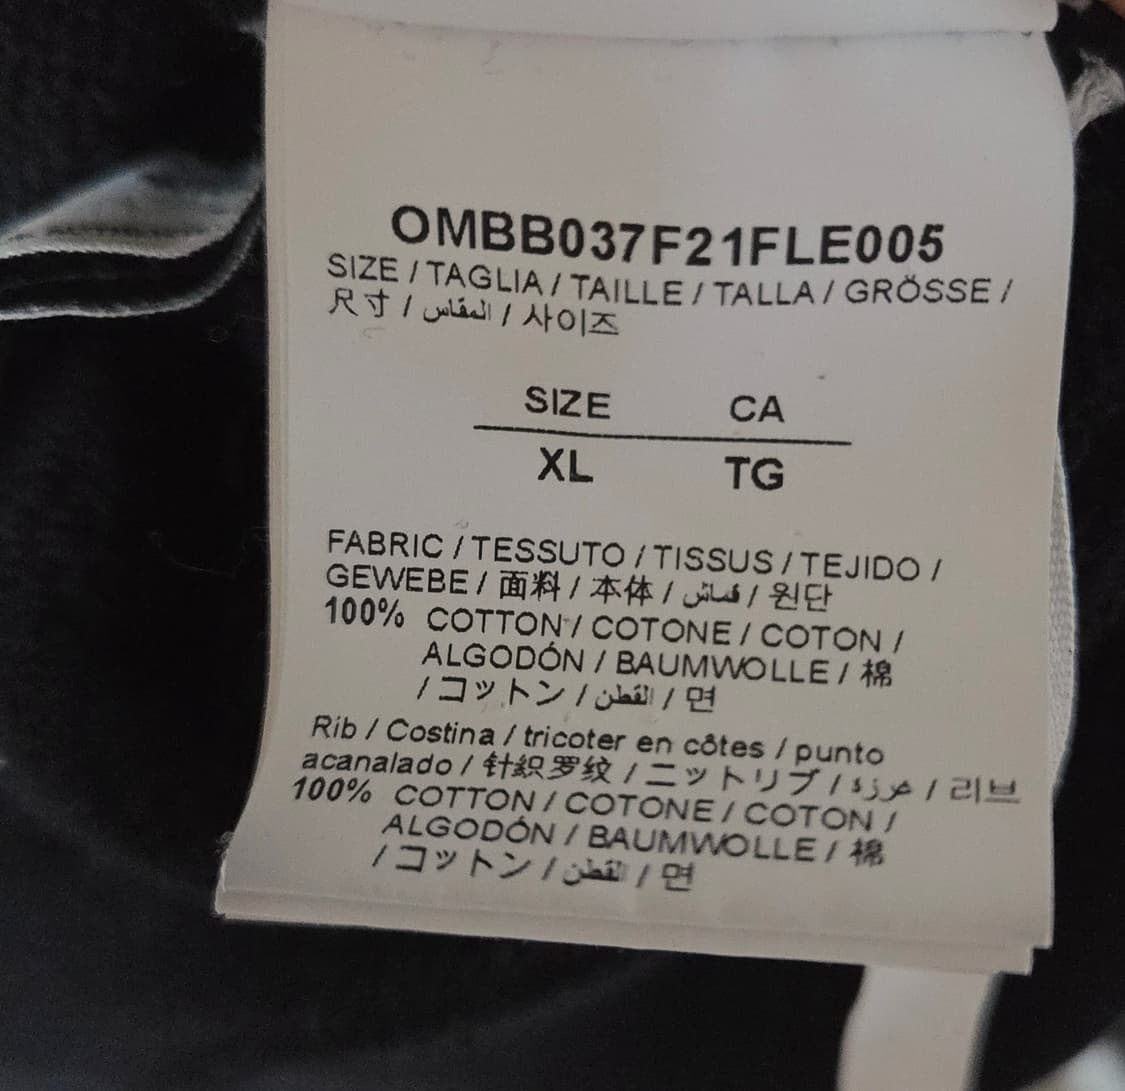 OMBB037F21FLE005
SIZE / TAGLIA / TAILLE / TALLA / GRÖSSE /
尺寸 / المقاس / 사이즈
SIZE CA
XL TG
FABRIC / TESSUTO / TISSUS / TEJIDO /
GEWEBE / 面料 / 本体 / قماش / 원단
100% COTTON / COTONE / COTON /
ALGODÓN / BAUMWOLLE / 棉
/ コットン / القطن / 면
Rib / Costina / tricoter en côtes / punto
acanalado / 针织罗纹 / ニットリブ / / 리브
100% COTTON / COTONE / COTON /
ALGODÓN / BAUMWOLLE / 棉
/ コットン / القطن / 면